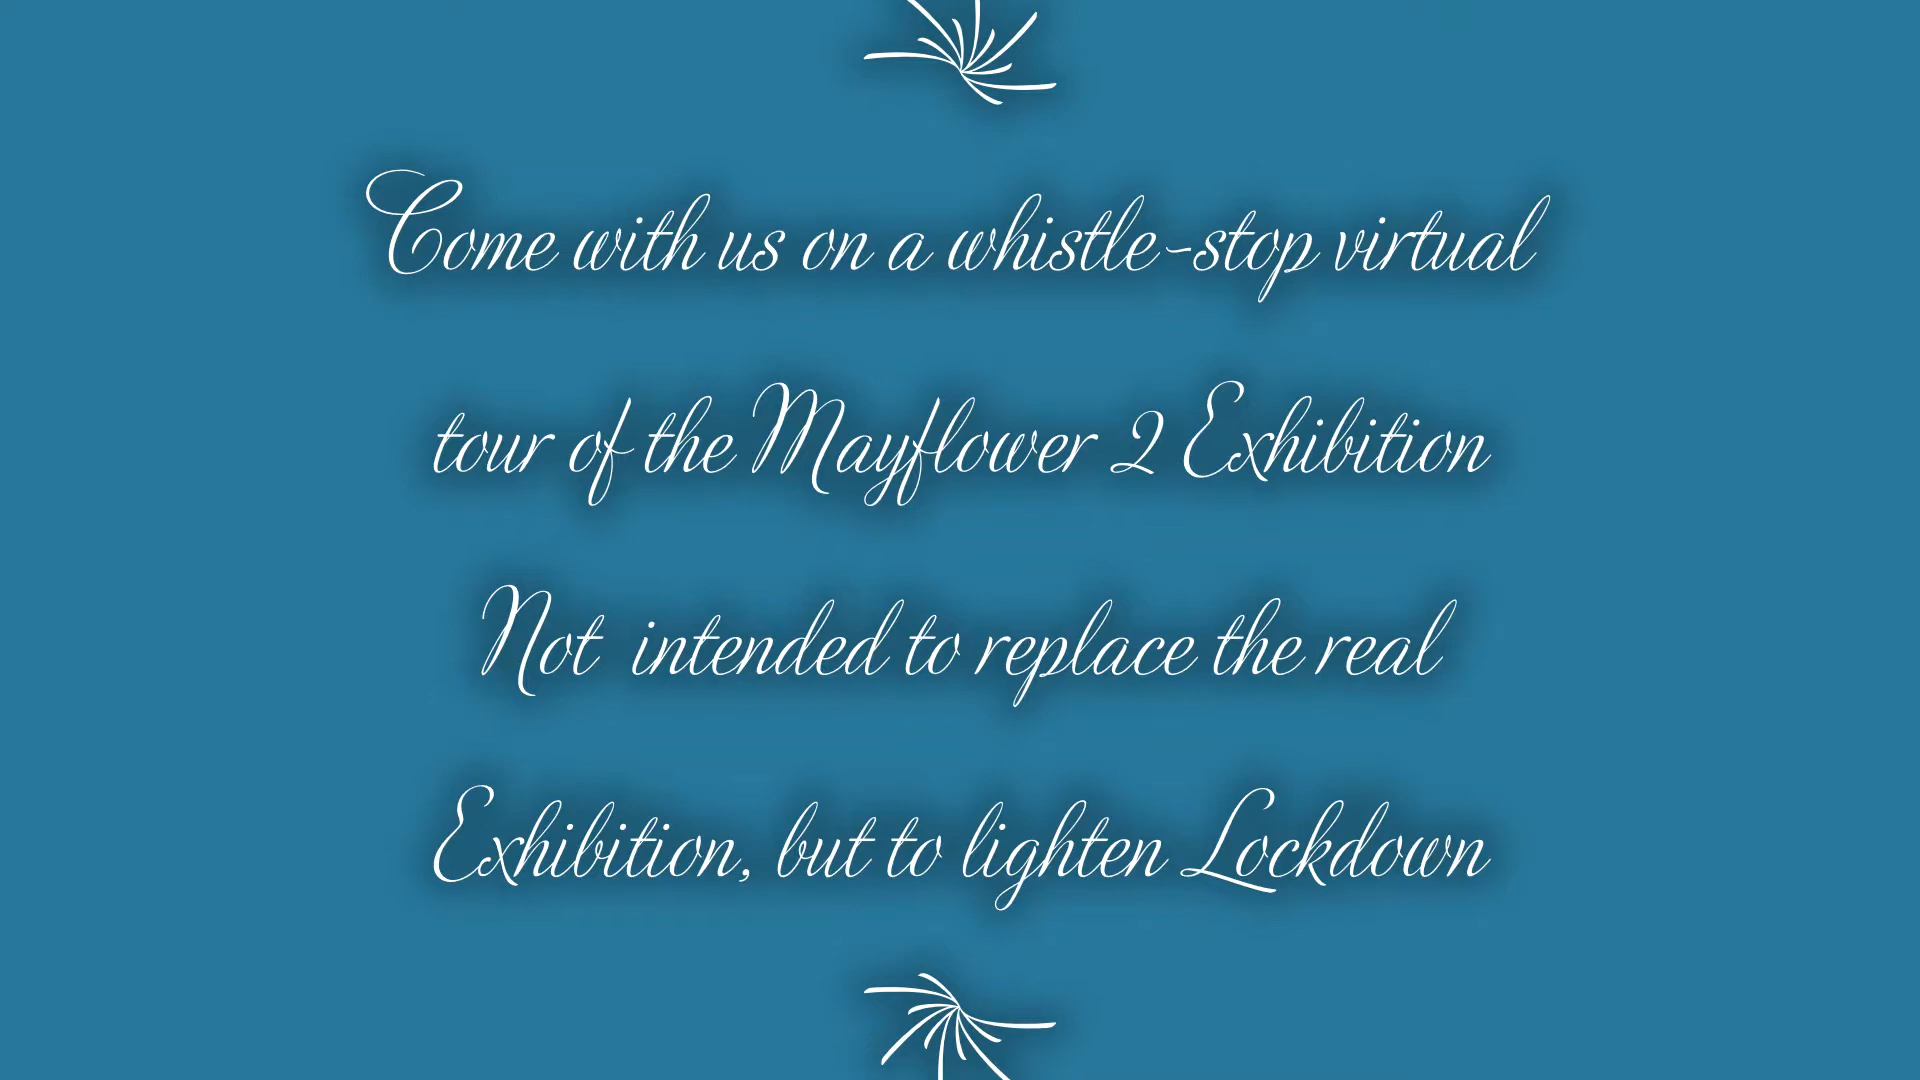 Come with us on a whistle-stop virtual
tour of the Mayflower 2 Exhibition
Not intended to replace the real
Exhibition, but to lighten Lockdown